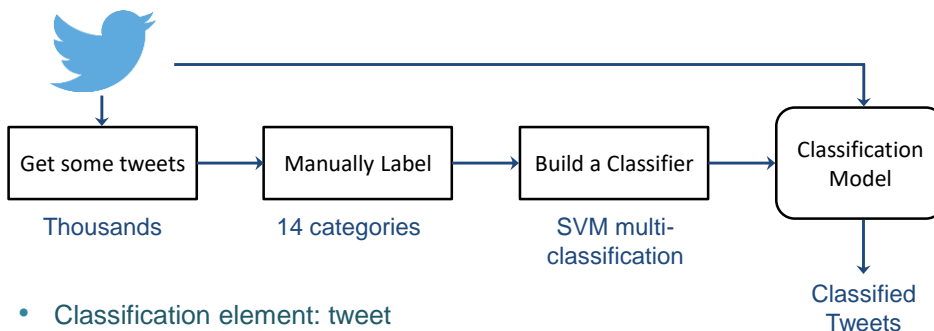 Get some tweets
Manually Label
Build a Classifier
Classification
Model
Thousands
14 categories
SVM multi-
classification
Classified
Tweets
• Classification element: tweet